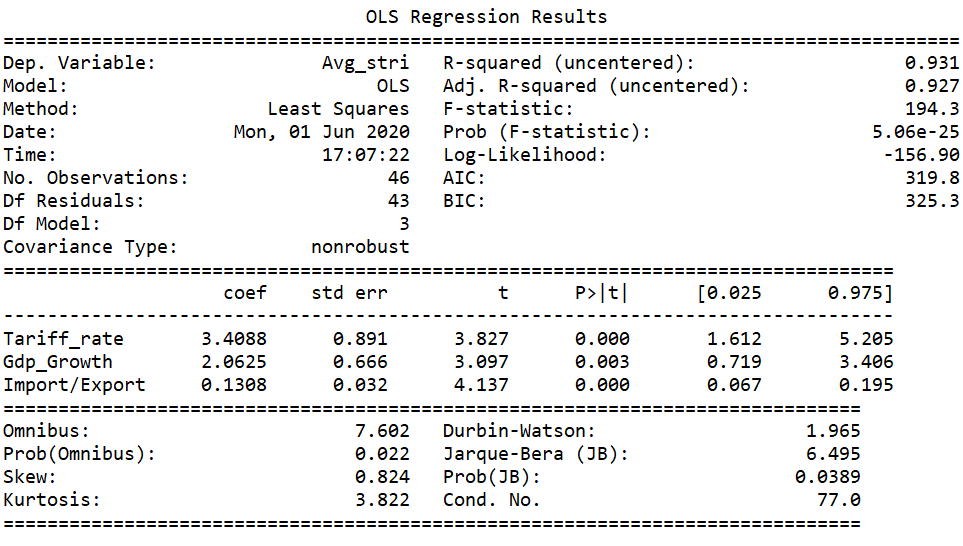 OLS Regression Results
==============================================================================
Dep. Variable: Avg_stri R-squared (uncentered): 0.931
Model: OLS Adj. R-squared (uncentered): 0.927
Method: Least Squares F-statistic: 194.3
Date: Mon, 01 Jun 2020 Prob (F-statistic): 5.06e-25
Time: 17:07:22 Log-Likelihood: -156.90
No. Observations: 46 AIC: 319.8
Df Residuals: 43 BIC: 325.3
Df Model: 3
Covariance Type: nonrobust
==============================================================================
coef std err t P>|t| [0.025 0.975]
------------------------------------------------------------------------------
Tariff_rate 3.4088 0.891 3.827 0.000 1.612 5.205
Gdp_Growth 2.0625 0.666 3.097 0.003 0.719 3.406
Import/Export 0.1308 0.032 4.137 0.000 0.067 0.195
==============================================================================
Omnibus: 7.602 Durbin-Watson: 1.965
Prob(Omnibus): 0.022 Jarque-Bera (JB): 6.495
Skew: 0.824 Prob(JB): 0.0389
Kurtosis: 3.822 Cond. No. 77.0
==============================================================================